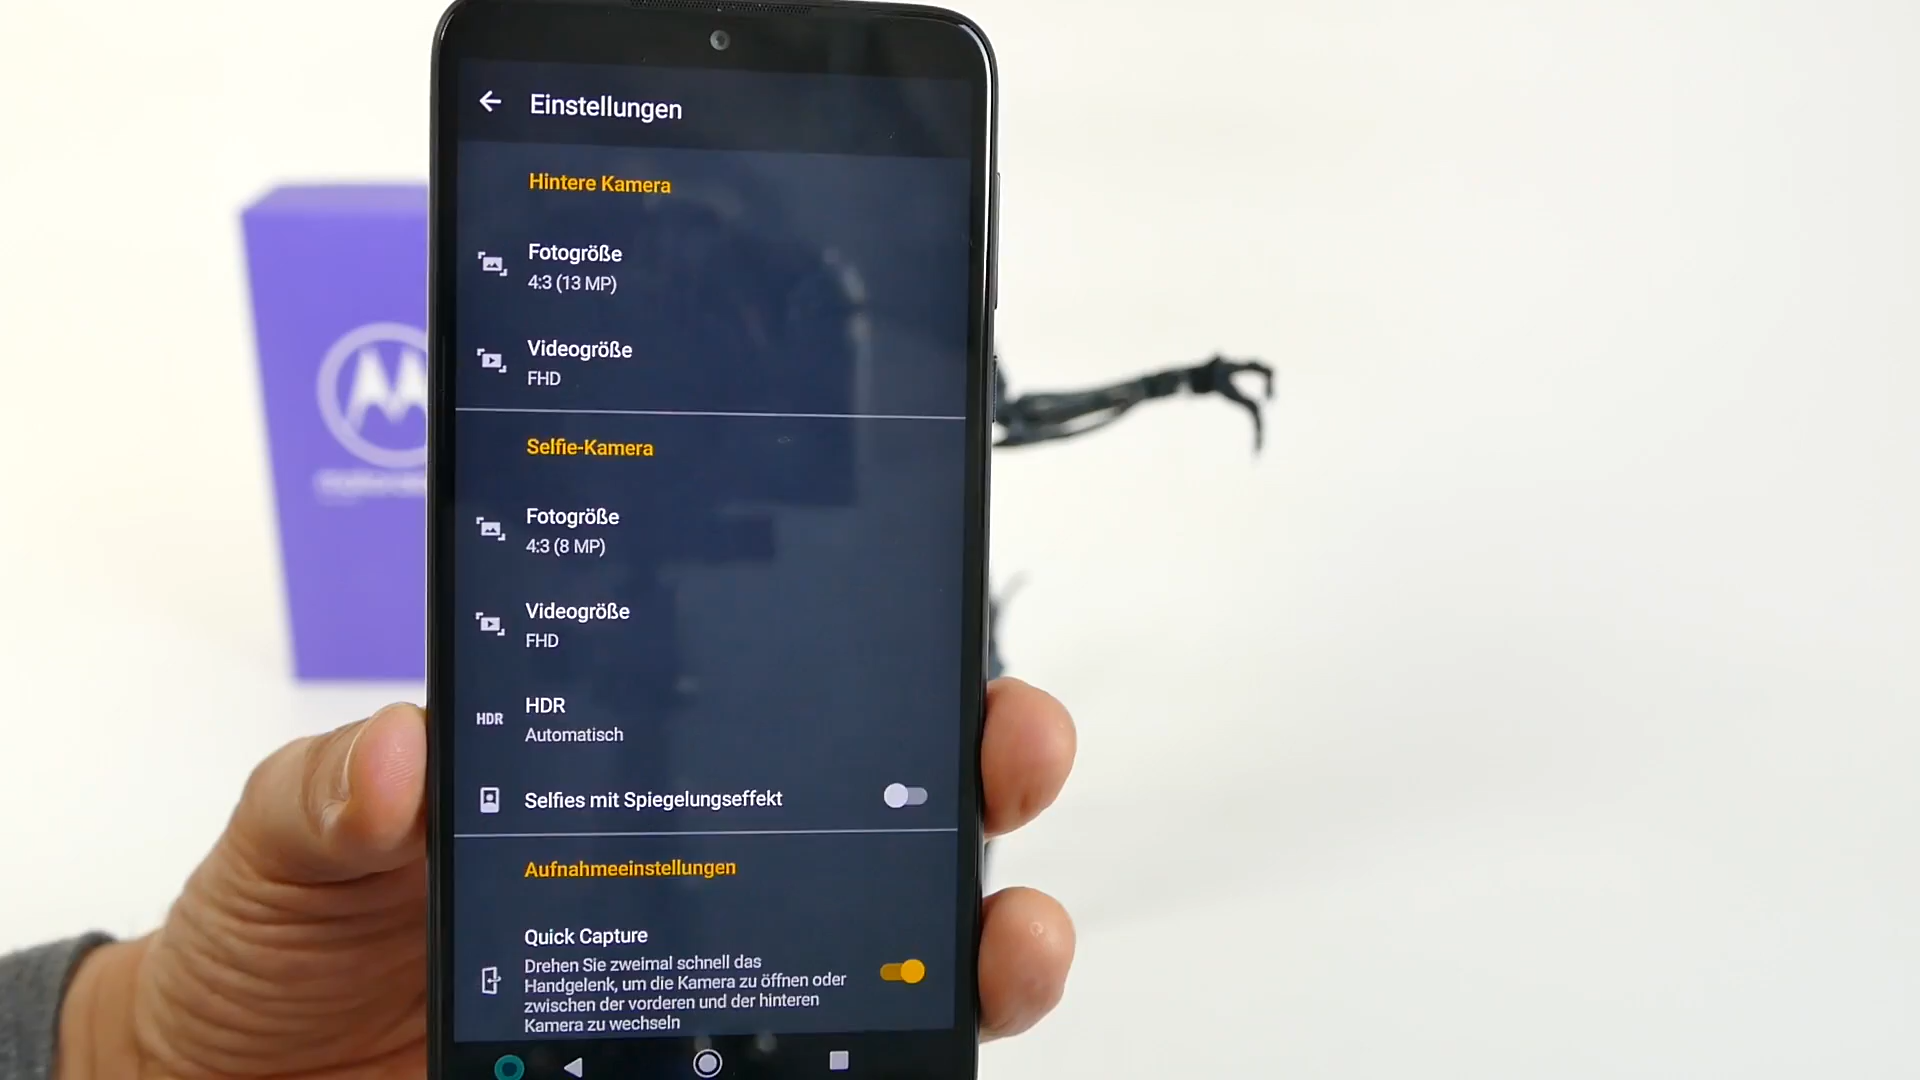 Einstellungen
Hintere Kamera
Fotogröße
4:3 (13 MP)
Videogröße
FHD
Selfie-Kamera
Fotogröße
4:3 (8 MP)
Videogröße
FHD
HDR
HDR
Automatisch
Selfies mit Spiegelungseffekt
Aufnahmeeinstellungen
Quick Capture
Drehen Sie zweimal schnell das
Handgelenk, um die Kamera zu öffnen oder
zwischen der vorderen und der hinteren
Kamera zu wechseln